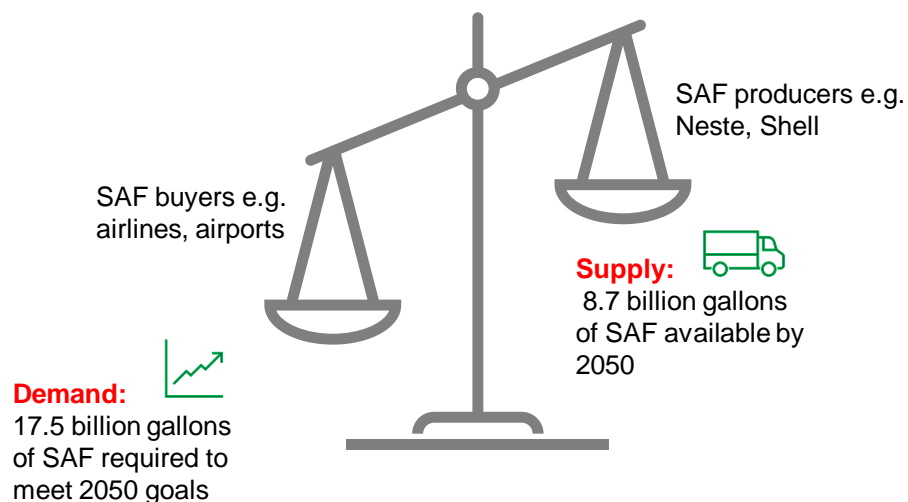 SAF producers e.g.
Neste, Shell
SAF buyers e.g.
airlines, airports
Supply:
8.7 billion gallons
of SAF available by
2050
Demand:
17.5 billion gallons
of SAF required to
meet 2050 goals